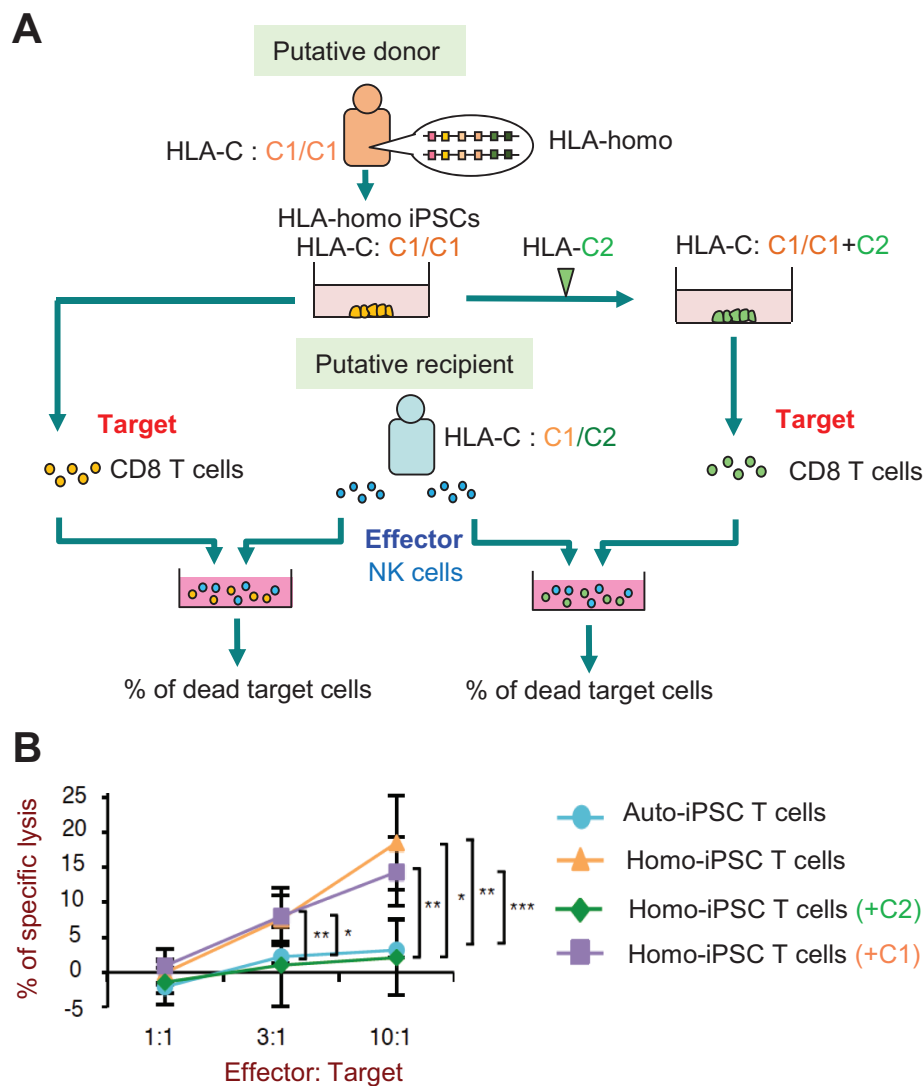 A
Putative donor
HLA-C : C1/C1
HLA-homo
HLA-homo iPSCs
HLA-C: C1/C1
HLA-C2
HLA-C: C1/C1+C2
Putative recipient
HLA-C : C1/C2
Target
CD8 T cells
Target
CD8 T cells
Effector
NK cells
% of dead target cells
% of dead target cells
B
% of specific lysis
25
20
15
10
5
0
-5
** *
** * ** ***
1:1 3:1 10:1
Effector: Target
Auto-iPSC T cells
Homo-iPSC T cells
Homo-iPSC T cells (+C2)
Homo-iPSC T cells (+C1)